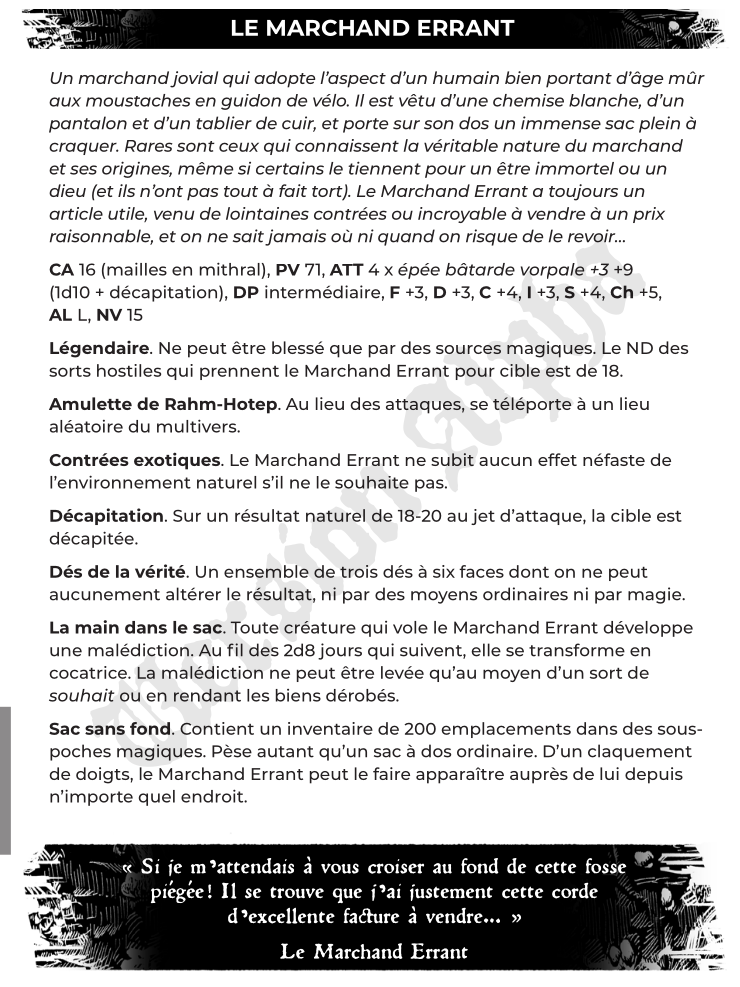 LE MARCHAND ERRANT
Un marchand jovial qui adopte l’aspect d’un humain bien portant d’âge mûr
aux moustaches en guidon de vélo. Il est vêtu d’une chemise blanche, d’un
pantalon et d’un tablier de cuir, et porte sur son dos un immense sac plein à
craquer. Rares sont ceux qui connaissent la véritable nature du marchand
et ses origines, même si certains le tiennent pour un être immortel ou un
dieu (et ils n’ont pas tout à fait tort). Le Marchand Errant a toujours un
article utile, venu de lointaines contrées ou incroyable à vendre à un prix
raisonnable, et on ne sait jamais où ni quand on risque de le revoir...
CA 16 (mailles en mithral), PV 71, ATT 4 x épée bâtarde vorpale +3 +9
(1d10 + décapitation), DP intermédiaire, F +3, D +3, C +4, I +3, S +4, Ch +5,
AL L, NV 15
Légendaire. Ne peut être blessé que par des sources magiques. Le ND des
sorts hostiles qui prennent le Marchand Errant pour cible est de 18.
Amulette de Rahm-Hotep. Au lieu des attaques, se téléporte à un lieu
aléatoire du multivers.
Contrées exotiques. Le Marchand Errant ne subit aucun effet néfaste de
l’environnement naturel s’il ne le souhaite pas.
Décapitation. Sur un résultat naturel de 18-20 au jet d’attaque, la cible est
décapitée.
Dés de la vérité. Un ensemble de trois dés à six faces dont on ne peut
aucunement altérer le résultat, ni par des moyens ordinaires ni par magie.
La main dans le sac. Toute créature qui vole le Marchand Errant développe
une malédiction. Au fil des 2d8 jours qui suivent, elle se transforme en
cocatrice. La malédiction ne peut être levée qu’au moyen d’un sort de
souhait ou en rendant les biens dérobés.
Sac sans fond. Contient un inventaire de 200 emplacements dans des sous-
poches magiques. Pèse autant qu’un sac à dos ordinaire. D’un claquement
de doigts, le Marchand Errant peut le faire apparaître auprès de lui depuis
n’importe quel endroit.
Version Alpha
« Si je m’attendais à vous croiser au fond de cette fosse
piégée! Il se trouve que j’ai justement cette corde
d’excellente facture à vendre... »
Le Marchand Errant